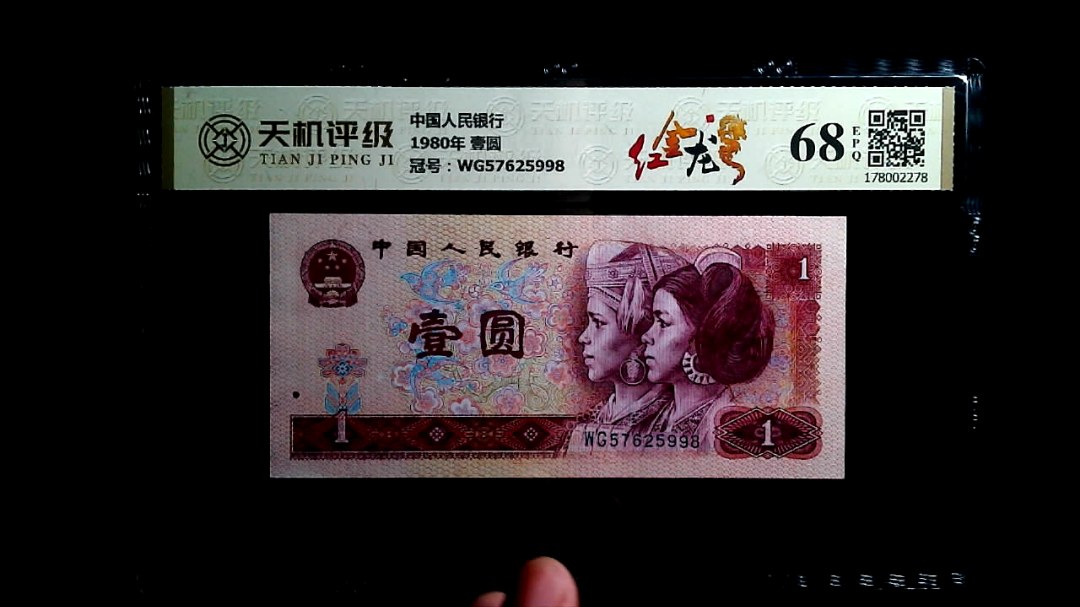 天机评级
TIAN JI PING JI
中国人民银行
1980年 壹圆
冠号：WG57625998
红金龙
68
EPQ
178002278
中国人民银行
1
壹圆
1
WG57625998
1